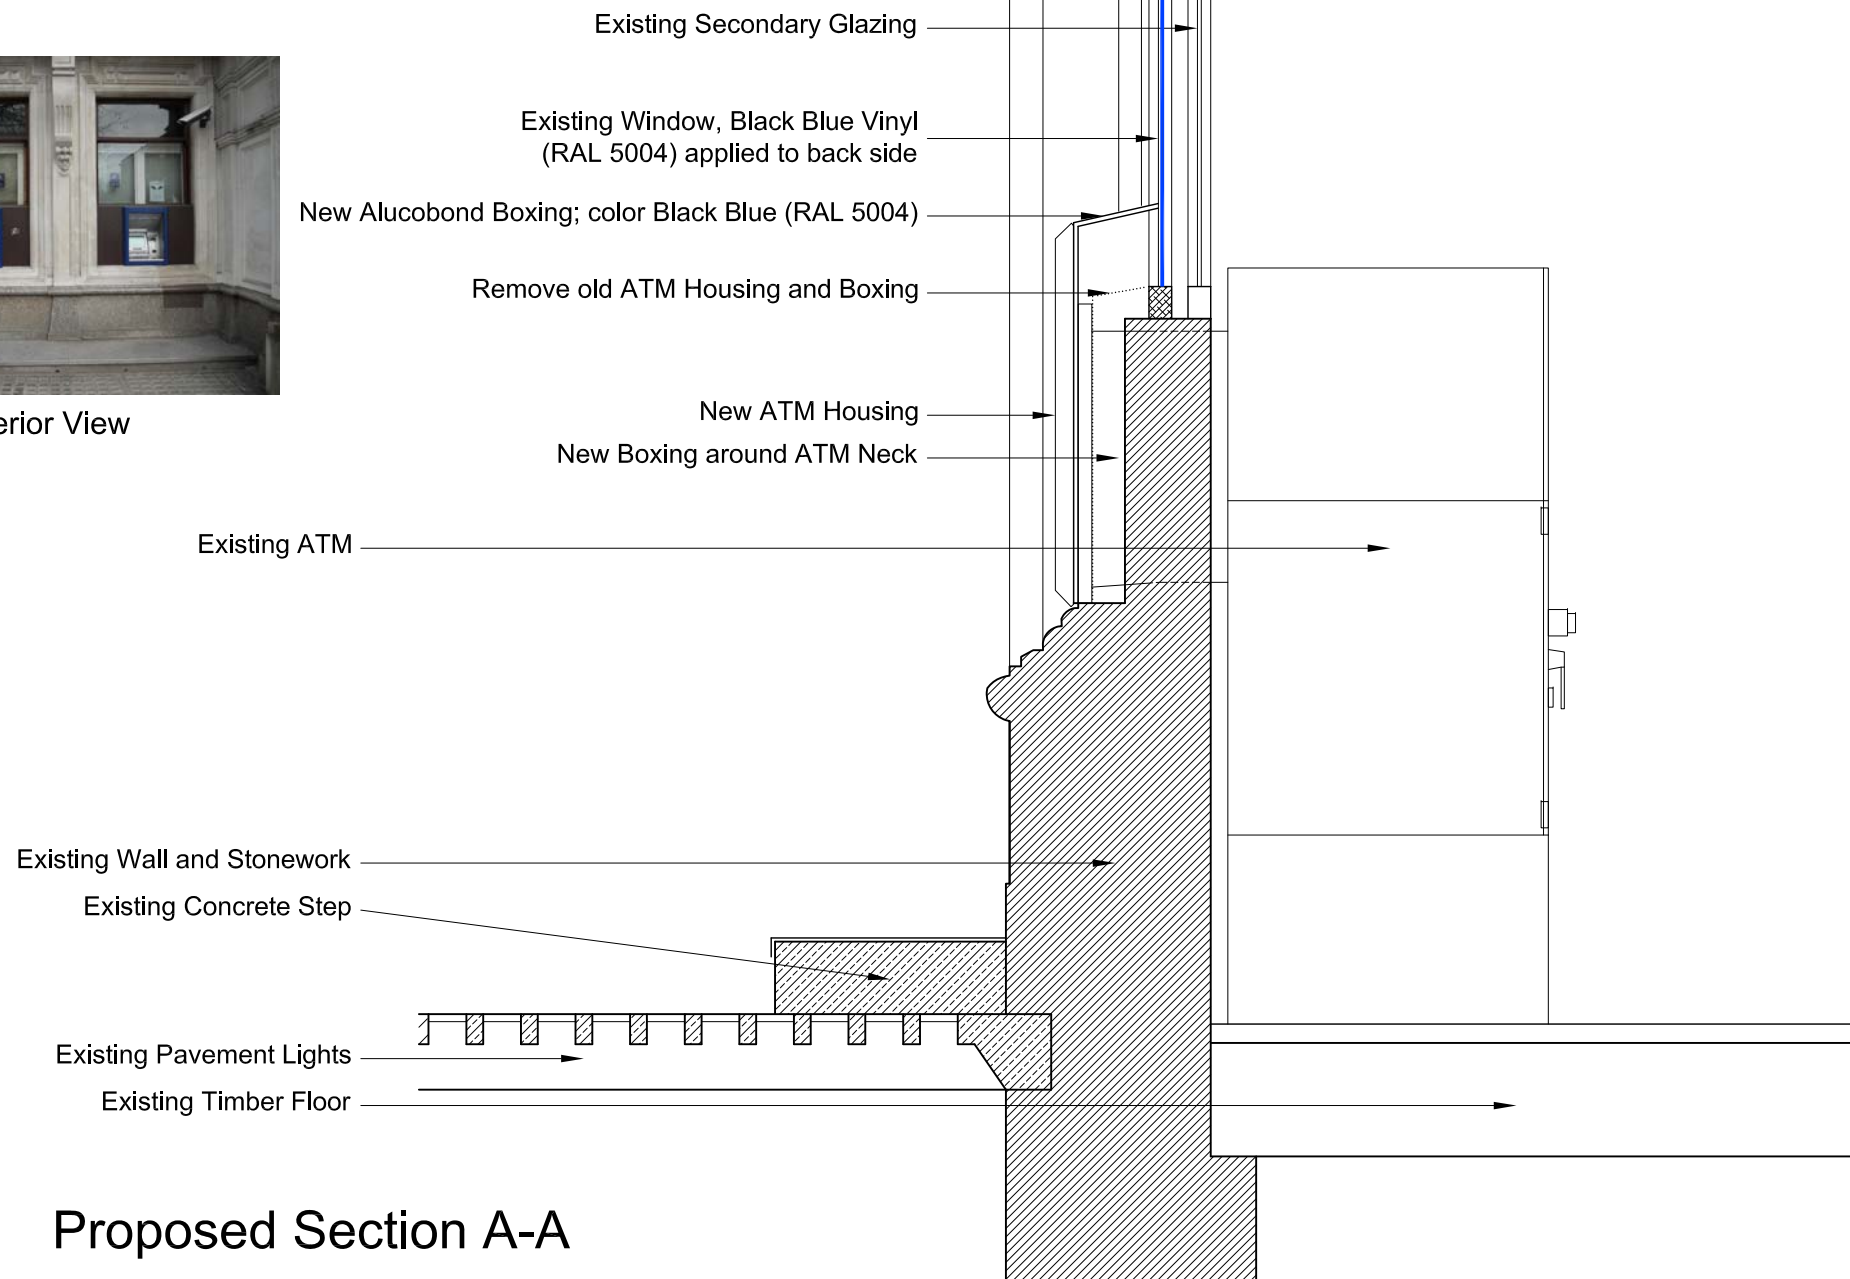 Existing Secondary Glazing
Existing Window, Black Blue Vinyl
(RAL 5004) applied to back side
New Alucobond Boxing; color Black Blue (RAL 5004)
Remove old ATM Housing and Boxing
New ATM Housing
erior View
New Boxing around ATM Neck
Existing ATM
Existing Wall and Stonework
Existing Concrete Step
Existing Pavement Lights
Existing Timber Floor
Proposed Section A-A